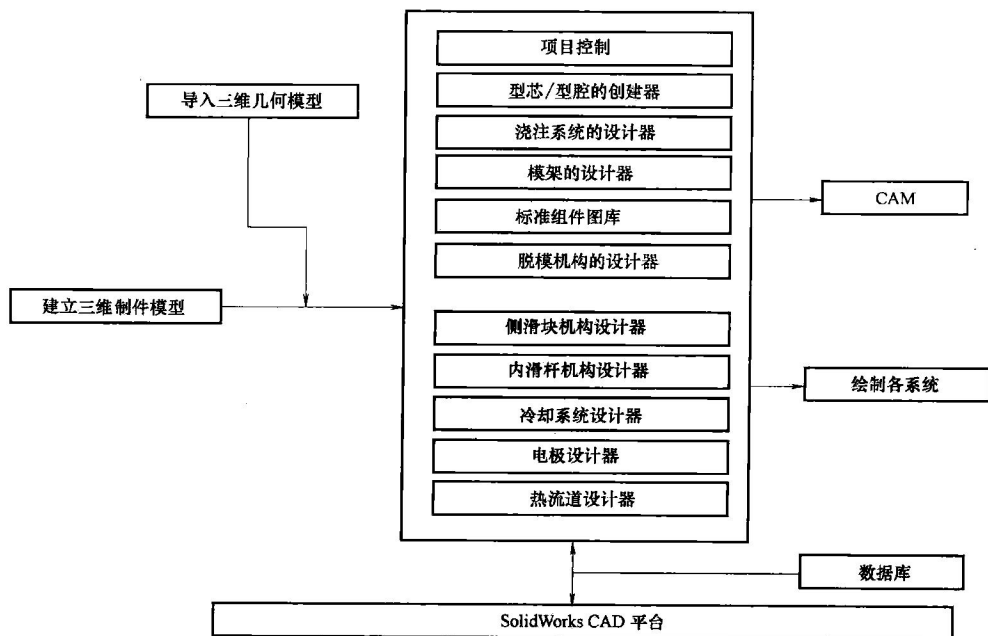 项目控制
导入三维几何模型
型芯/型腔的创建器
浇注系统的设计器
模架的设计器
CAM
标准组件图库
脱模机构的设计器
建立三维制件模型
侧滑块机构设计器
内滑杆机构设计器
绘制各系统
冷却系统设计器
电极设计器
热流道设计器
数据库
SolidWorks CAD 平台